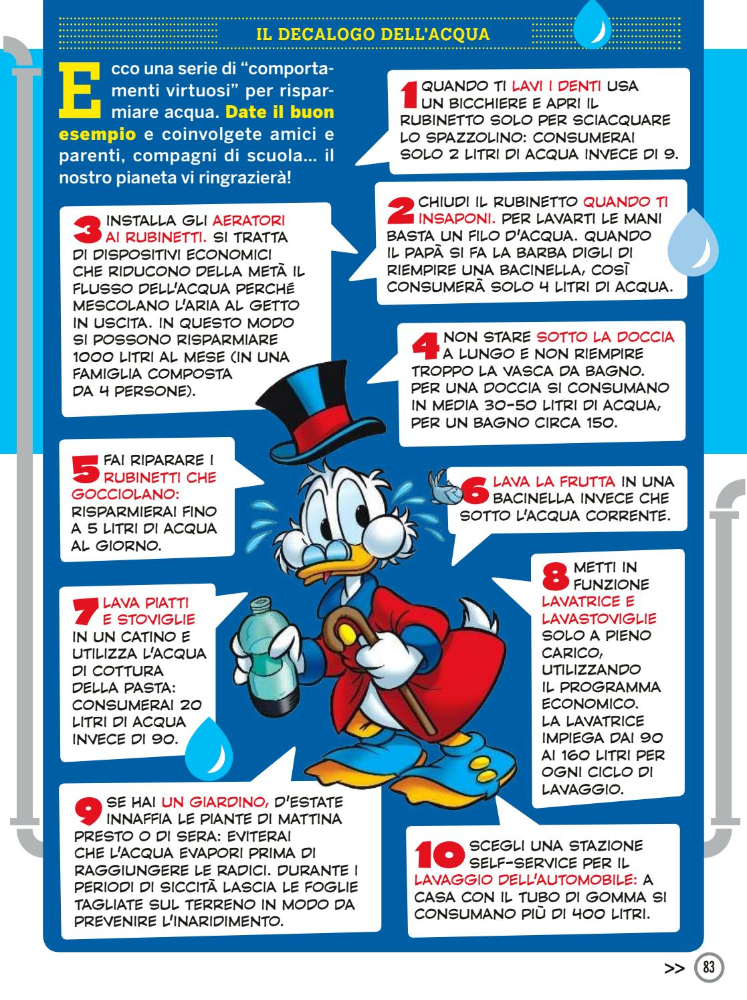 IL DECALOGO DELL'ACQUA
Ecco una serie di “comporta-
menti virtuosi” per rispar-
miare acqua. Date il buon
esempio e coinvolgete amici e
parenti, compagni di scuola... il
nostro pianeta vi ringrazierà!
1 QUANDO TI LAVI I DENTI USA
UN BICCHIERE E APRI IL
RUBINETTO SOLO PER SCIACQUARE
LO SPAZZOLINO: CONSUMERAI
SOLO 2 LITRI DI ACQUA INVECE DI 9.
2 CHIUDI IL RUBINETTO QUANDO TI
INSAPONI. PER LAVARTI LE MANI
BASTA UN FILO D'ACQUA. QUANDO
IL PAPÀ SI FA LA BARBA DIGLI DI
RIEMPIRE UNA BACINELLA, COSÌ
CONSUMERÀ SOLO 4 LITRI DI ACQUA.
3 INSTALLA GLI AERATORI
AI RUBINETTI. SI TRATTA
DI DISPOSITIVI ECONOMICI
CHE RIDUCONO DELLA METÀ IL
FLUSSO DELL'ACQUA PERCHÉ
MESCOLANO L'ARIA AL GETTO
IN USCITA. IN QUESTO MODO
SI POSSONO RISPARMIARE
1000 LITRI AL MESE (IN UNA
FAMIGLIA COMPOSTA
DA 4 PERSONE).
4 NON STARE SOTTO LA DOCCIA
A LUNGO E NON RIEMPIRE
TROPPO LA VASCA DA BAGNO.
PER UNA DOCCIA SI CONSUMANO
IN MEDIA 30-50 LITRI DI ACQUA,
PER UN BAGNO CIRCA 150.
5 FAI RIPARARE I
RUBINETTI CHE
GOCCIOLANO:
RISPARMIERAI FINO
A 5 LITRI DI ACQUA
AL GIORNO.
6 LAVA LA FRUTTA IN UNA
BACINELLA INVECE CHE
SOTTO L'ACQUA CORRENTE.
7 LAVA PIATTI
E STOVIGLIE
IN UN CATINO E
UTILIZZA L'ACQUA
DI COTTURA
DELLA PASTA:
CONSUMERAI 20
LITRI DI ACQUA
INVECE DI 90.
8 METTI IN
FUNZIONE
LAVATRICE E
LAVASTOVIGLIE
SOLO A PIENO
CARICO,
UTILIZZANDO
IL PROGRAMMA
ECONOMICO.
LA LAVATRICE
IMPIEGA DAI 90
AI 160 LITRI PER
OGNI CICLO DI
LAVAGGIO.
9 SE HAI UN GIARDINO, D'ESTATE
INNAFFIA LE PIANTE DI MATTINA
PRESTO O DI SERA: EVITERAI
CHE L'ACQUA EVAPORI PRIMA DI
RAGGIUNGERE LE RADICI. DURANTE I
PERIODI DI SICCITÀ LASCIA LE FOGLIE
TAGLIATE SUL TERRENO IN MODO DA
PREVENIRE L'INARIDIMENTO.
10 SCEGLI UNA STAZIONE
SELF-SERVICE PER IL
LAVAGGIO DELL'AUTOMOBILE: A
CASA CON IL TUBO DI GOMMA SI
CONSUMANO PIÙ DI 400 LITRI.
>> 83